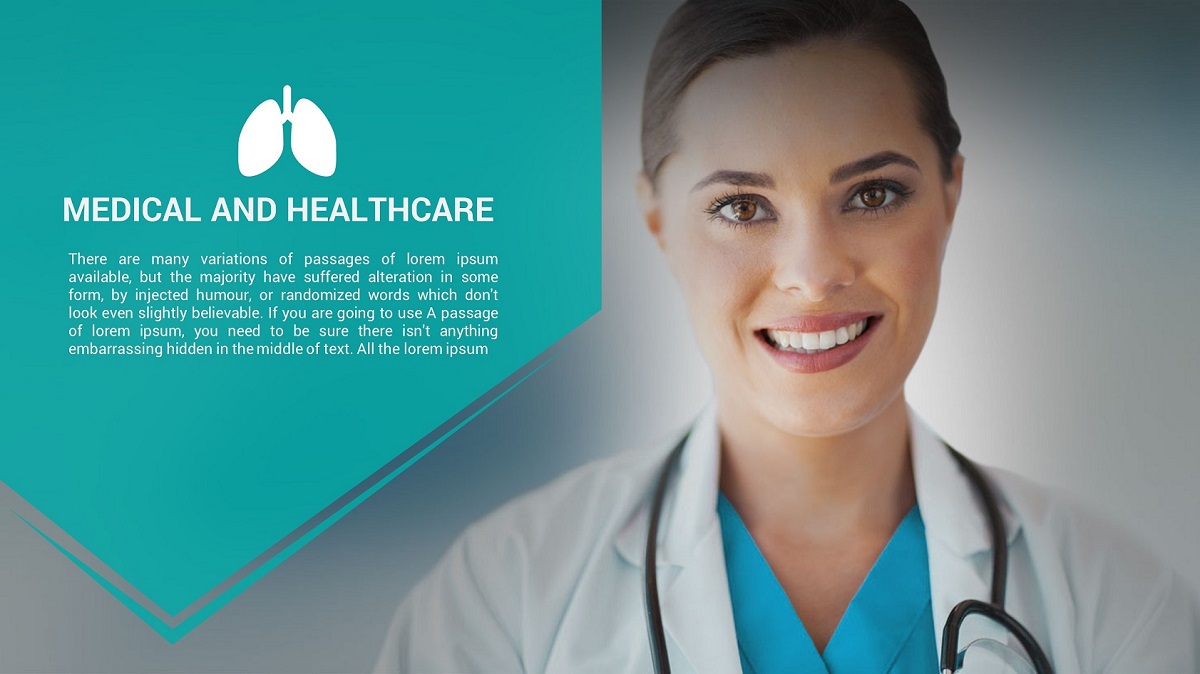 MEDICAL AND HEALTHCARE
There are many variations of passages of lorem ipsum
available, but the majority have suffered alteration in some
form, by injected humour, or randomized words which don't
look even slightly believable. If you are going to use A passage
of lorem ipsum, you need to be sure there isn't anything
embarrassing hidden in the middle of text. All the lorem ipsum